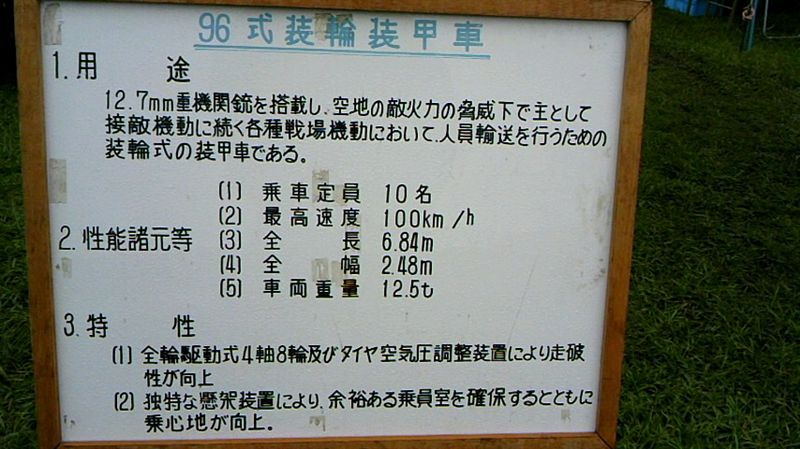 96式装輪装甲車
1.用　途
12.7mm重機関銃を搭載し、空地の敵火力の脅威下で主として
接敵機動に続く各種戦場機動において、人員輸送を行うための
装輪式の装甲車である。
2.性能諸元等
(1) 乗車定員 10名
(2) 最高速度 100km/h
(3) 全長 6.84m
(4) 全幅 2.48m
(5) 車両重量 12.5t
3.特　性
(1) 全輪駆動式4軸8輪及びタイヤ空気圧調整装置により走破
性が向上
(2) 独特な懸架装置により、余裕ある乗員室を確保するとともに
乗心地が向上。